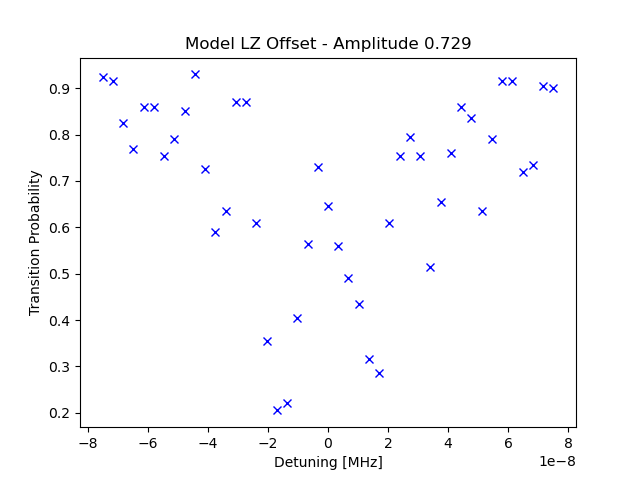 Model LZ Offset - Amplitude 0.729
Transition Probability
0.9
0.8
0.7
0.6
0.5
0.4
0.3
0.2
−8 −6 −4 −2 0 2 4 6 8
1e−8
Detuning [MHz]